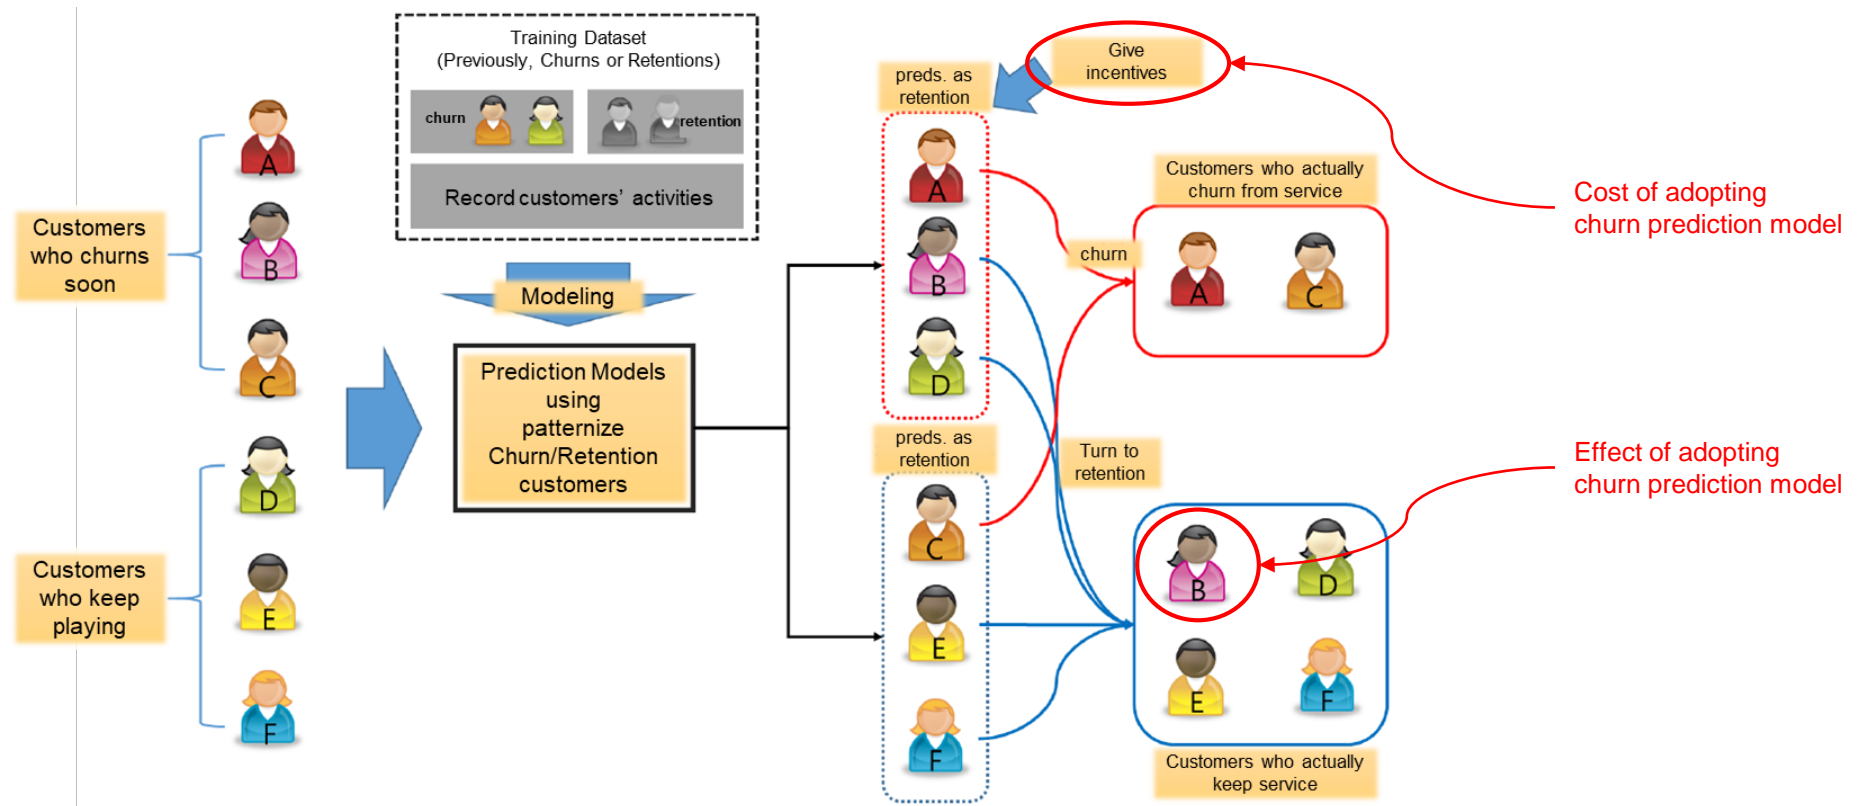 Training Dataset
(Previously, Churns or Retentions)
churn
retention
Record customers' activities
Modeling
Customers
who churns
soon
A
B
C
Customers
who keep
playing
D
E
F
Prediction Models
using
patternize
Churn/Retention
customers
preds. as
retention
A
B
D
preds. as
retention
C
E
F
Give
incentives
churn
Turn to
retention
Customers who actually
churn from service
A
C
B
D
E
F
Customers who actually
keep service
Cost of adopting
churn prediction model
Effect of adopting
churn prediction model